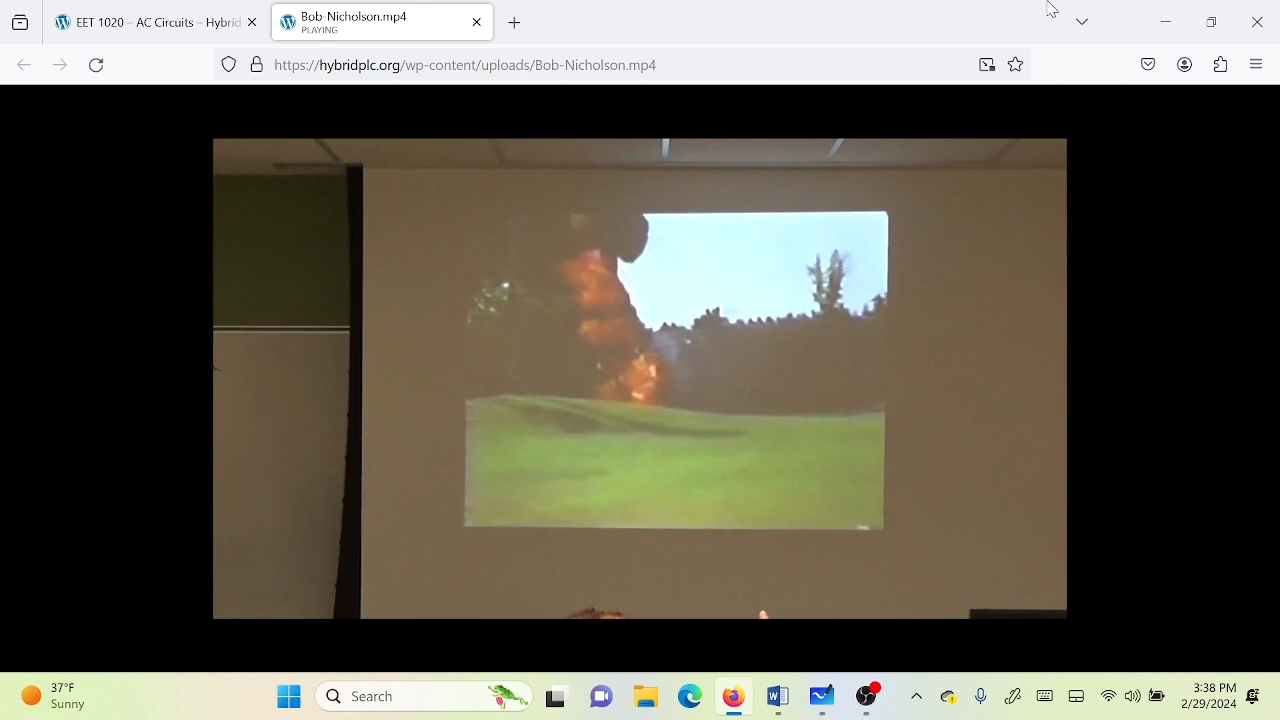 EET 1020 – AC Circuits – Hybrid
Bob-Nicholson.mp4
PLAYING
https://hybridplc.org/wp-content/uploads/Bob-Nicholson.mp4
37°F
Sunny
Search
3:38 PM
2/29/2024